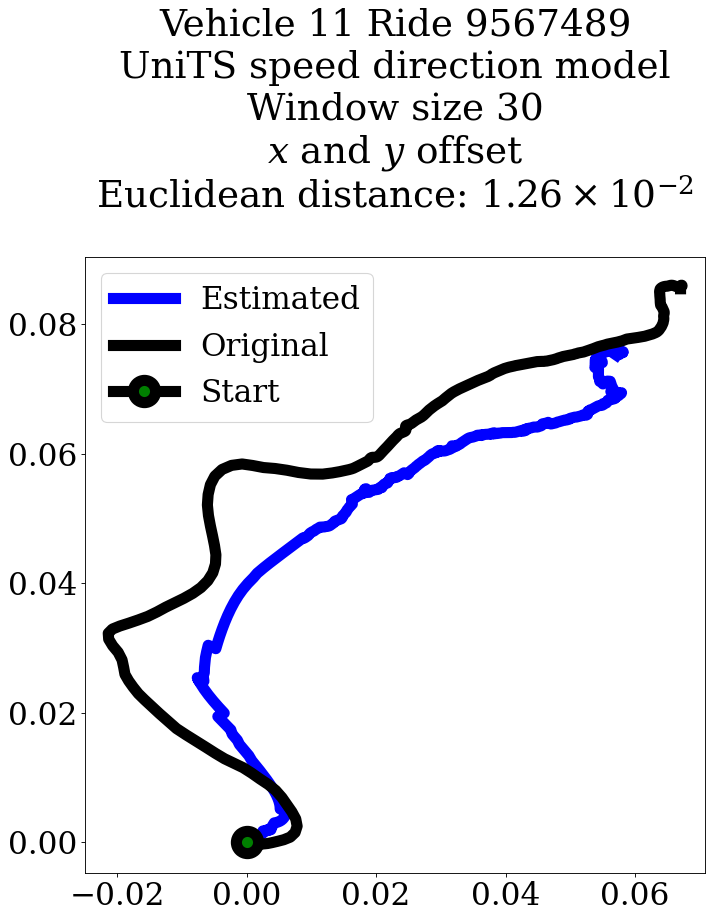 Vehicle 11 Ride 9567489
UniTS speed direction model
Window size 30
x and y offset
Euclidean distance: 1.26 × 10⁻²
Estimated
Original
Start
0.08
0.06
0.04
0.02
0.00
−0.02 0.00 0.02 0.04 0.06